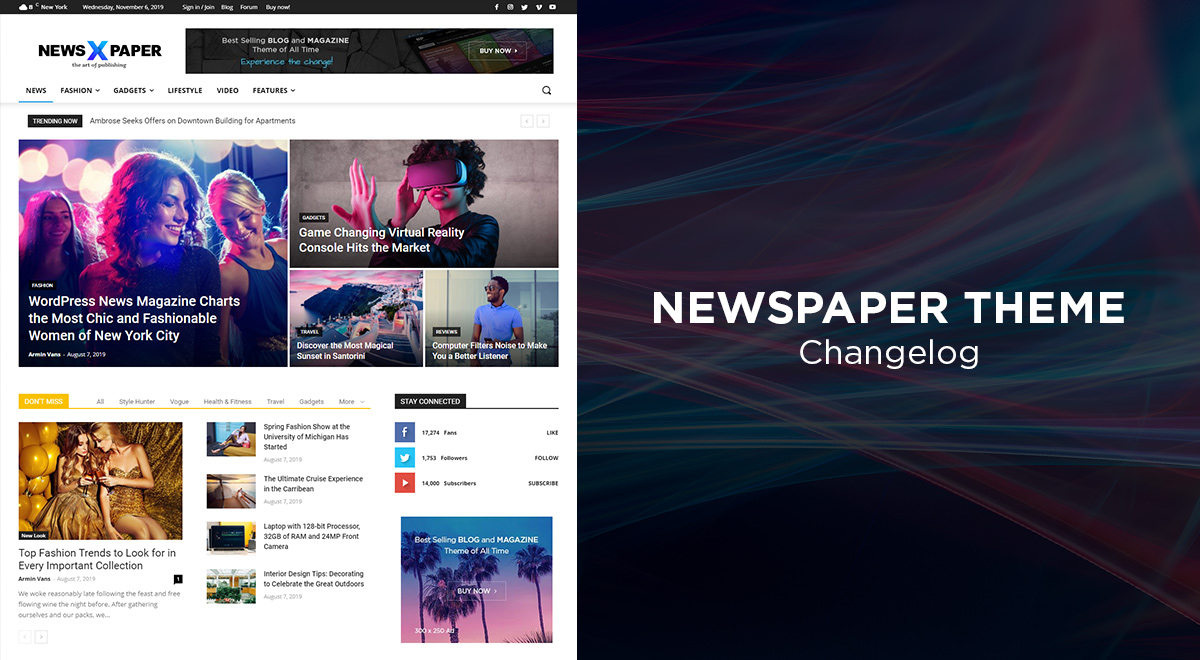 8 C New York Wednesday, November 6, 2019 Sign in / Join Blog Forum Buy now!
NEWS X PAPER
the art of publishing
Best Selling BLOG and MAGAZINE
Theme of All Time
Experience the change!
BUY NOW
NEWS FASHION GADGETS LIFESTYLE VIDEO FEATURES
TRENDING NOW Ambrose Seeks Offers on Downtown Building for Apartments
FASHION
WordPress News Magazine Charts
the Most Chic and Fashionable
Women of New York City
Armin Vans - August 7, 2019
GADGETS
Game Changing Virtual Reality
Console Hits the Market
TRAVEL
Discover the Most Magical
Sunset in Santorini
REVIEWS
Computer Filters Noise to Make
You a Better Listener
DON'T MISS All Style Hunter Vogue Health & Fitness Travel Gadgets More
New Look
Top Fashion Trends to Look for in
Every Important Collection
Armin Vans - August 7, 2019 1
We woke reasonably late following the feast and free
flowing wine the night before. After gathering
ourselves and our packs, we...
Spring Fashion Show at the
University of Michigan Has
Started
August 7, 2019
The Ultimate Cruise Experience
in the Carribean
August 7, 2019
Laptop with 128-bit Processor,
32GB of RAM and 24MP Front
Camera
Interior Design Tips: Decorating
to Celebrate the Great Outdoors
August 7, 2019
STAY CONNECTED
17,274 Fans LIKE
1,753 Followers FOLLOW
14,000 Subscribers SUBSCRIBE
Best Selling BLOG and MAGAZINE
Theme of All Time
BUY NOW
300 x 250 Ad
NEWSPAPER THEME
Changelog